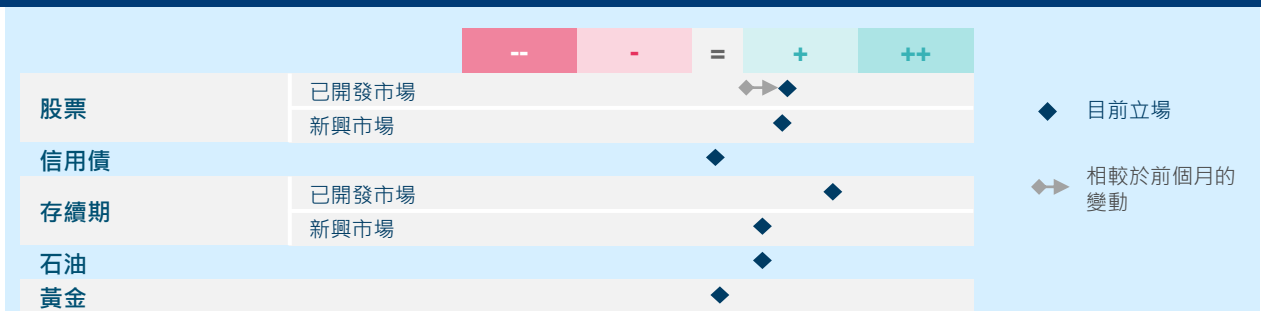 -- - = + ++
股票
已開發市場
新興市場
信用債
存續期
已開發市場
新興市場
石油
黃金
目前立場
相較於前個月的
變動